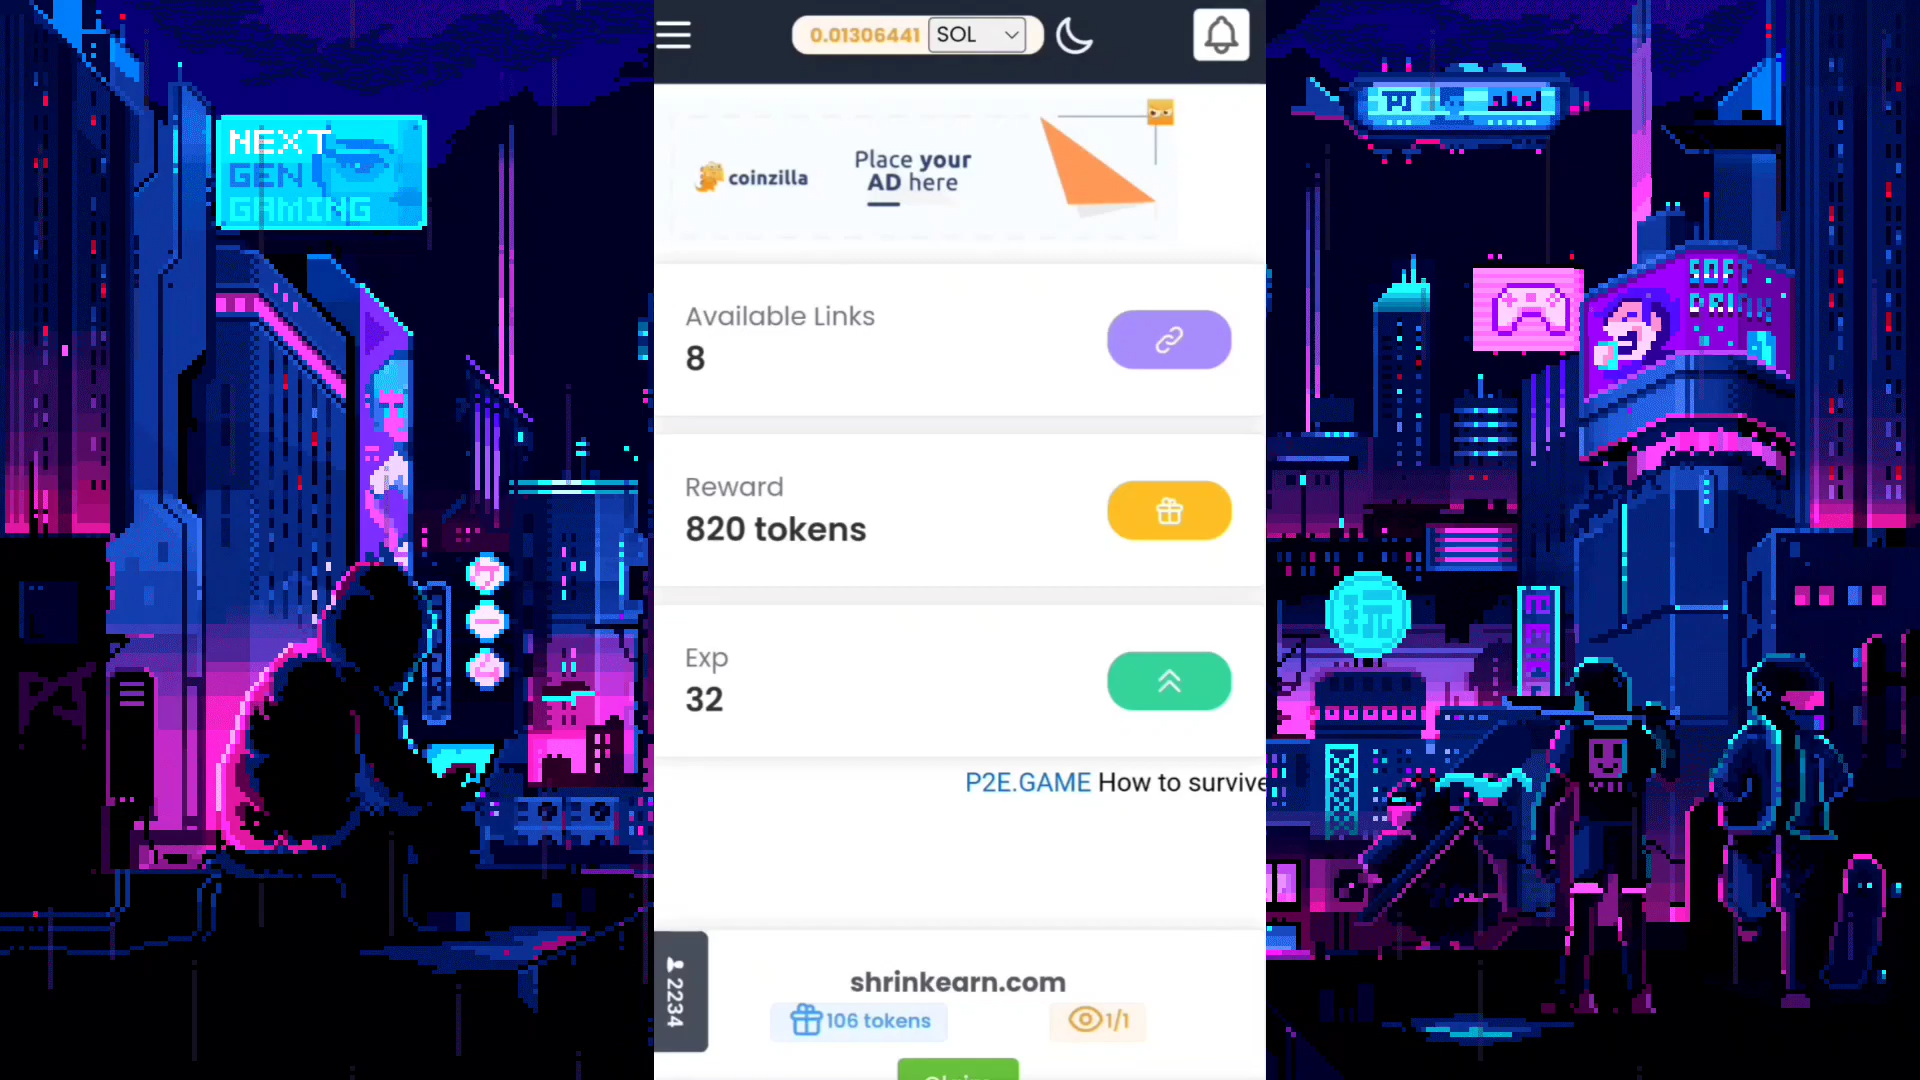 NEXT
GEN
GAMING
0.01306441 SOL
coinzilla
Place your
AD here
Available Links
8
Reward
820 tokens
Exp
32
P2E.GAME How to survive
2234
shrinkearn.com
106 tokens
1/1
SOFT